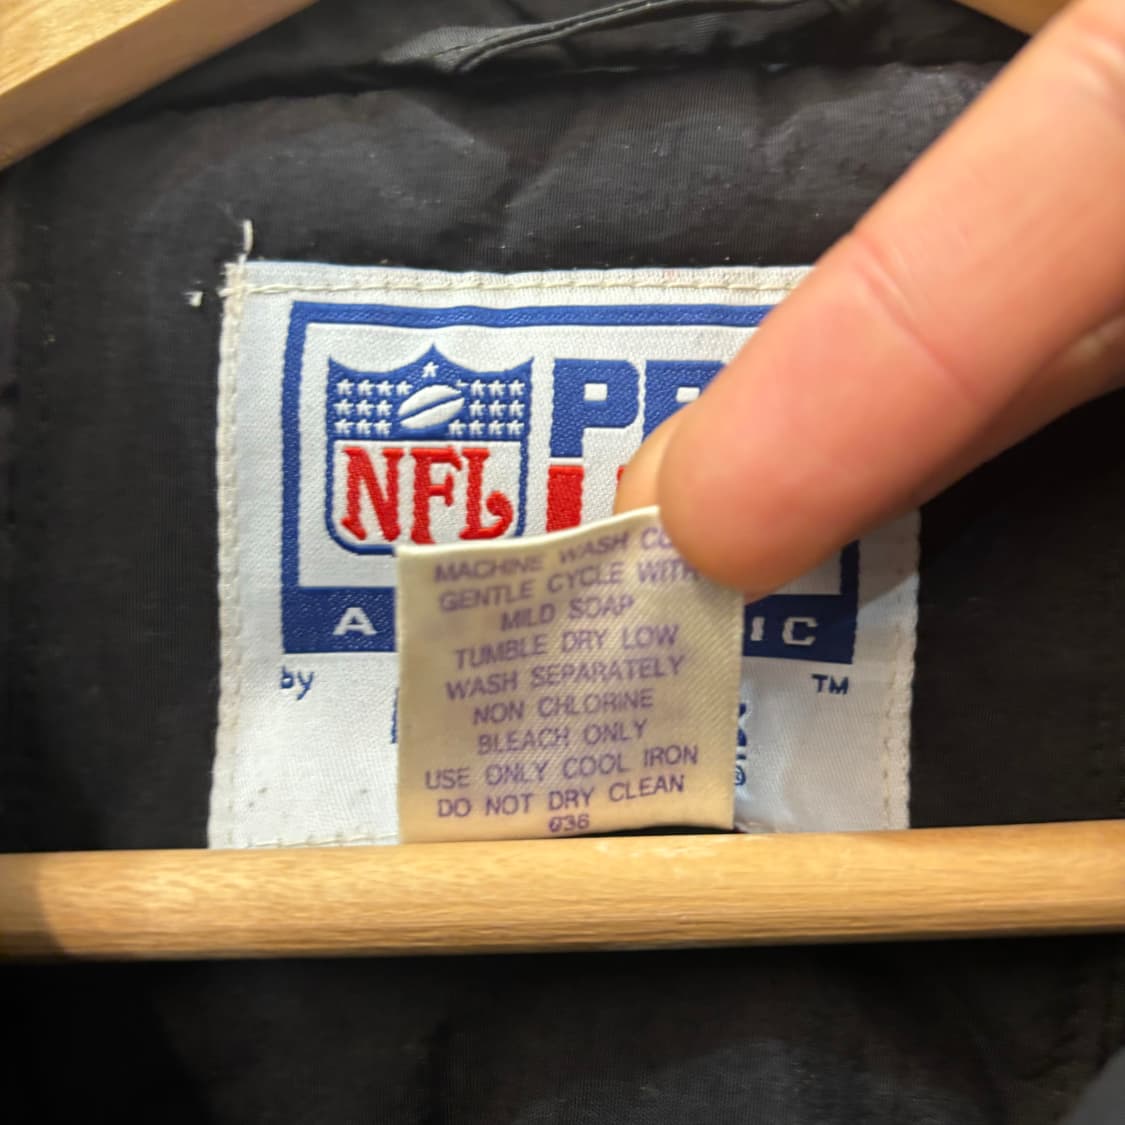 NFL
A IC
by
TM
MACHINE WASH
GENTLE CYCLE WITH
MILD SOAP
TUMBLE DRY LOW
WASH SEPARATELY
NON CHLORINE
BLEACH ONLY
USE ONLY COOL IRON
DO NOT DRY CLEAN
036
®